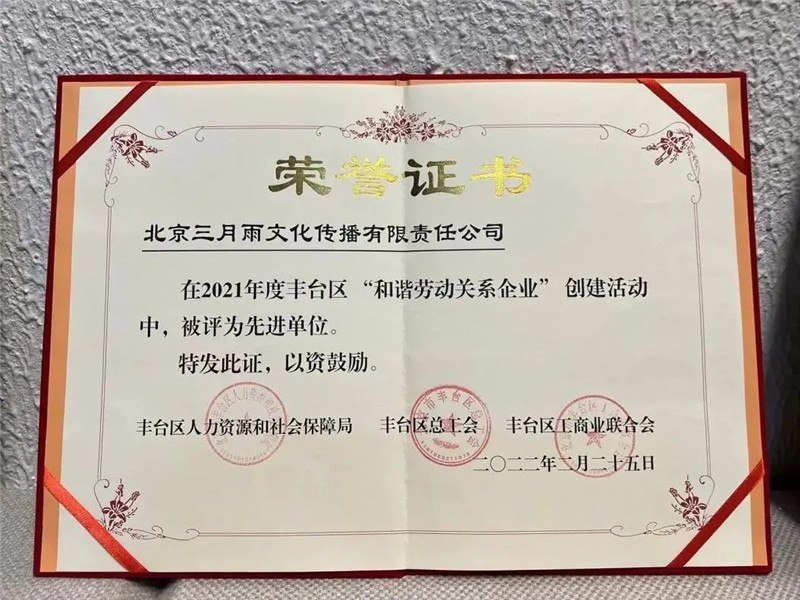 荣誉证书
北京三月雨文化传播有限责任公司
在2021年度丰台区“和谐劳动关系企业”创建活动
中，被评为先进单位。
特发此证，以资鼓励。
丰台区人力资源和社会保障局 丰台区总工会 丰台区工商业联合会
二〇二二年二月二十五日